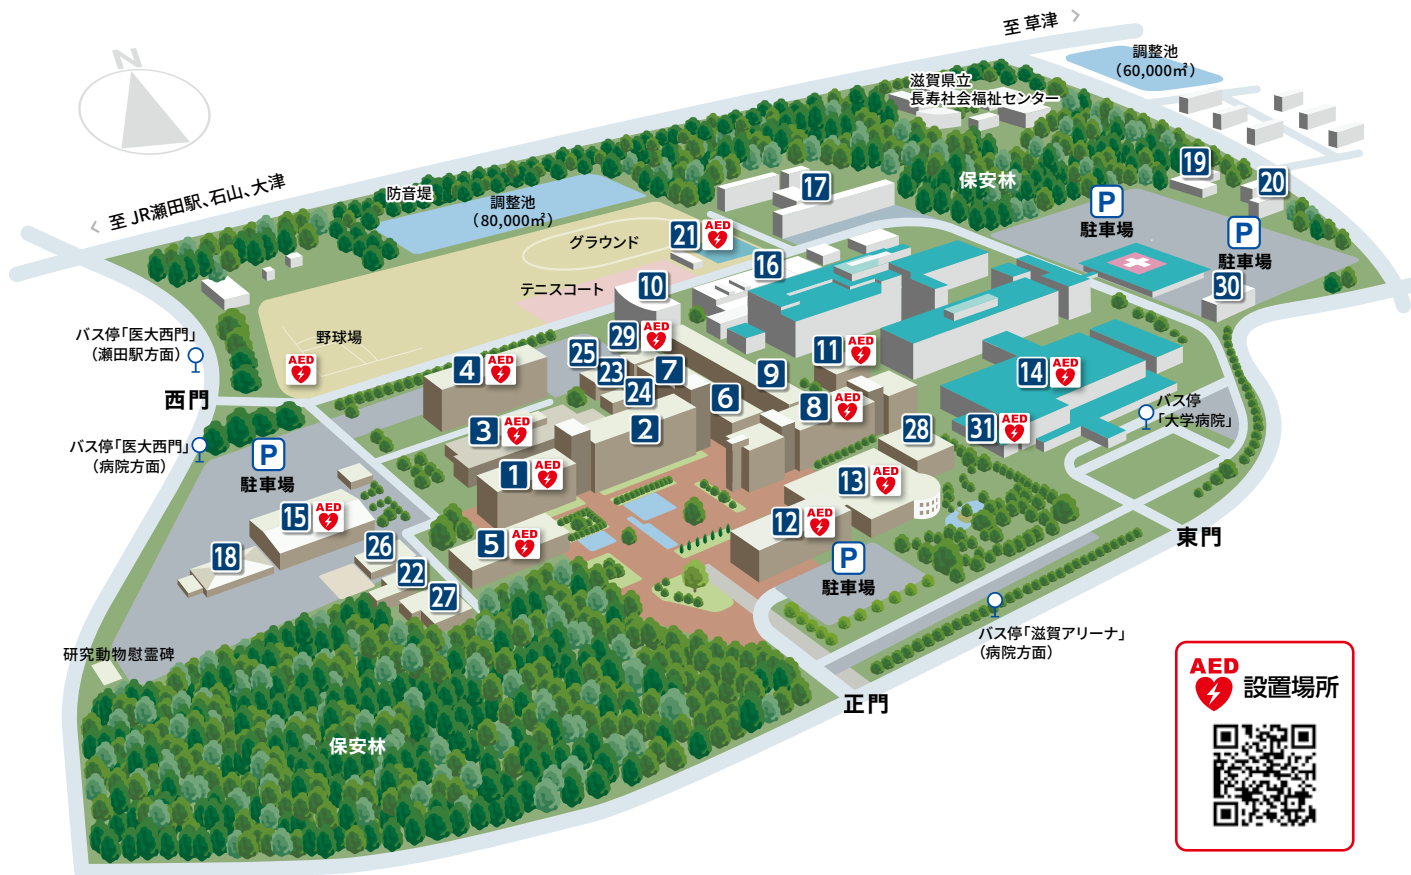 至 草津
調整池
（60,000㎡）
滋賀県立
長寿社会福祉センター
N
至 JR瀬田駅、石山、大津
防音堤
調整池
（80,000㎡）
保安林
19
20
17
P
駐車場
P
駐車場
グラウンド
21
AED
16
テニスコート
10
30
バス停「医大西門」
（瀬田駅方面）
野球場
AED
29
AED
25
23
7
24
9
11
AED
4
AED
14
AED
西門
6
8
AED
バス停
「大学病院」
3
AED
2
28
31
AED
バス停「医大西門」
（病院方面）
P
駐車場
1
AED
13
AED
15
AED
12
AED
5
AED
東門
18
26
22
27
P
駐車場
バス停「滋賀アリーナ」
（病院方面）
研究動物慰霊碑
正門
保安林
AED
設置場所